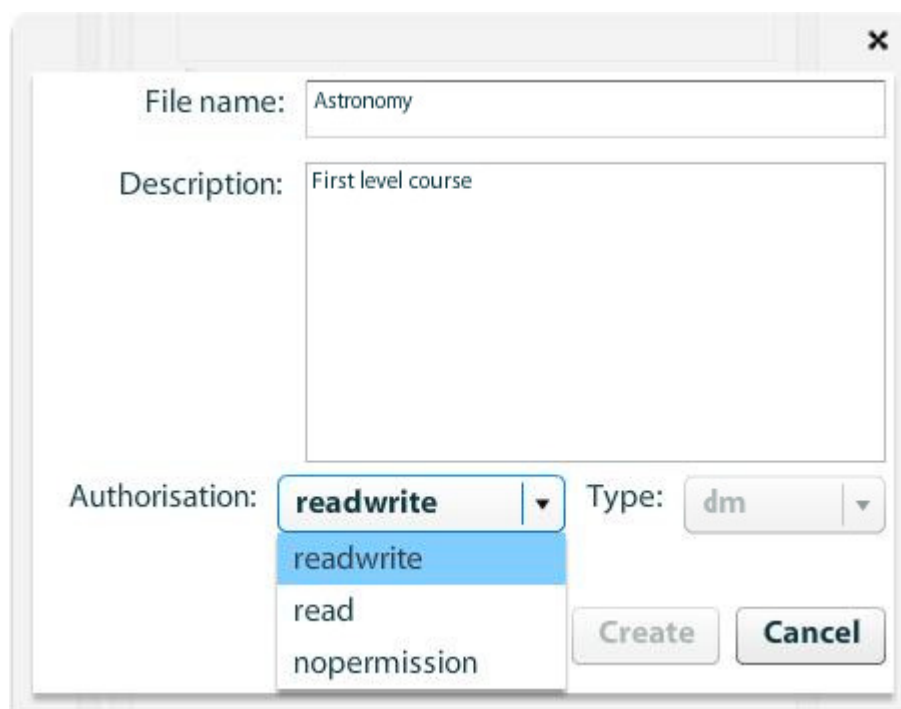 File name: Astronomy
Description: First level course
Authorisation: readwrite Type: dm
readwrite
read
nopermission
Create Cancel